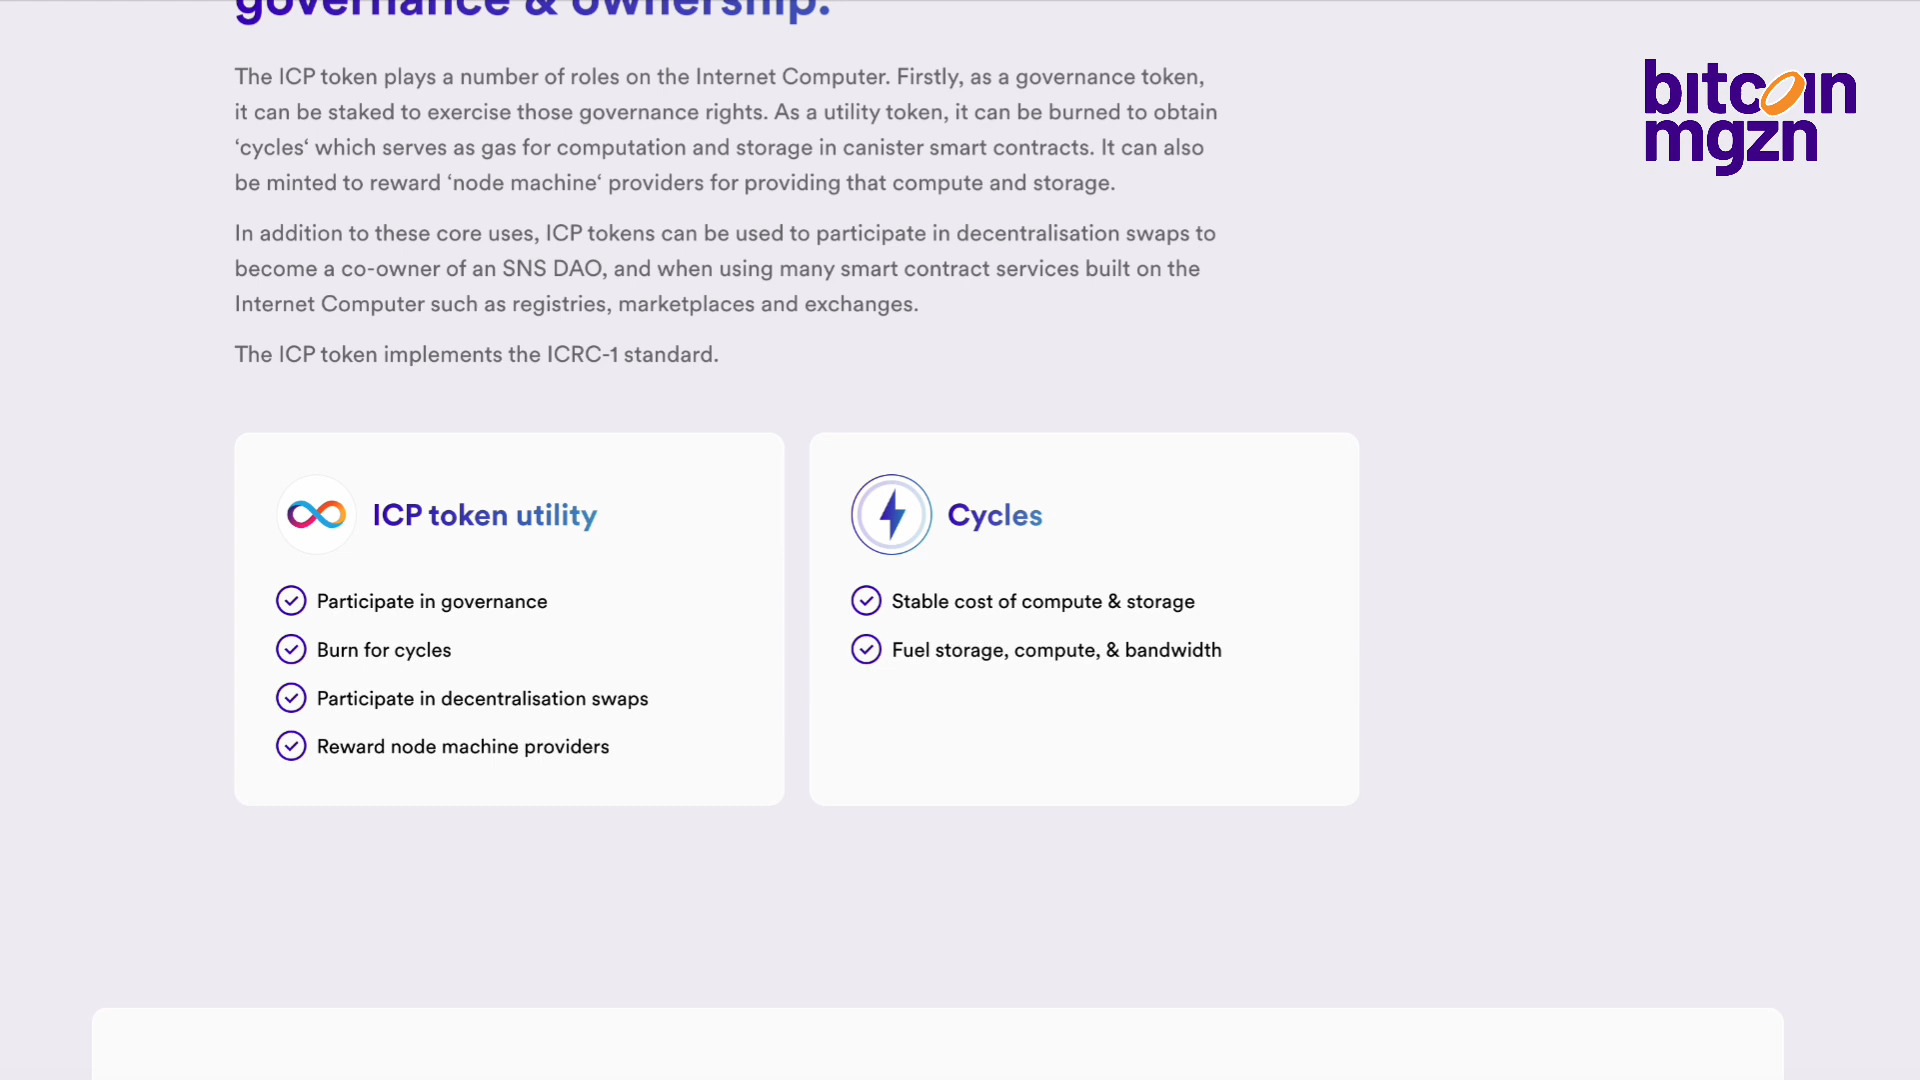 governance & ownership.
The ICP token plays a number of roles on the Internet Computer. Firstly, as a governance token,
it can be staked to exercise those governance rights. As a utility token, it can be burned to obtain
‘cycles‘ which serves as gas for computation and storage in canister smart contracts. It can also
be minted to reward ‘node machine‘ providers for providing that compute and storage.
In addition to these core uses, ICP tokens can be used to participate in decentralisation swaps to
become a co-owner of an SNS DAO, and when using many smart contract services built on the
Internet Computer such as registries, marketplaces and exchanges.
The ICP token implements the ICRC-1 standard.
bitcoin
mgzn
ICP token utility
Participate in governance
Burn for cycles
Participate in decentralisation swaps
Reward node machine providers
Cycles
Stable cost of compute & storage
Fuel storage, compute, & bandwidth